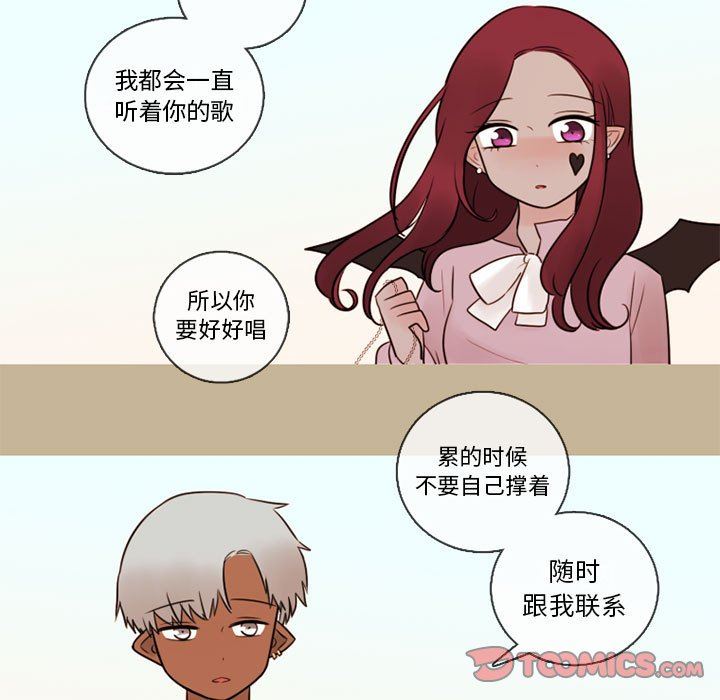 我都会一直
听着你的歌
所以你
要好好唱
累的时候
不要自己撑着
随时
跟我联系
DTCOMICS.COM